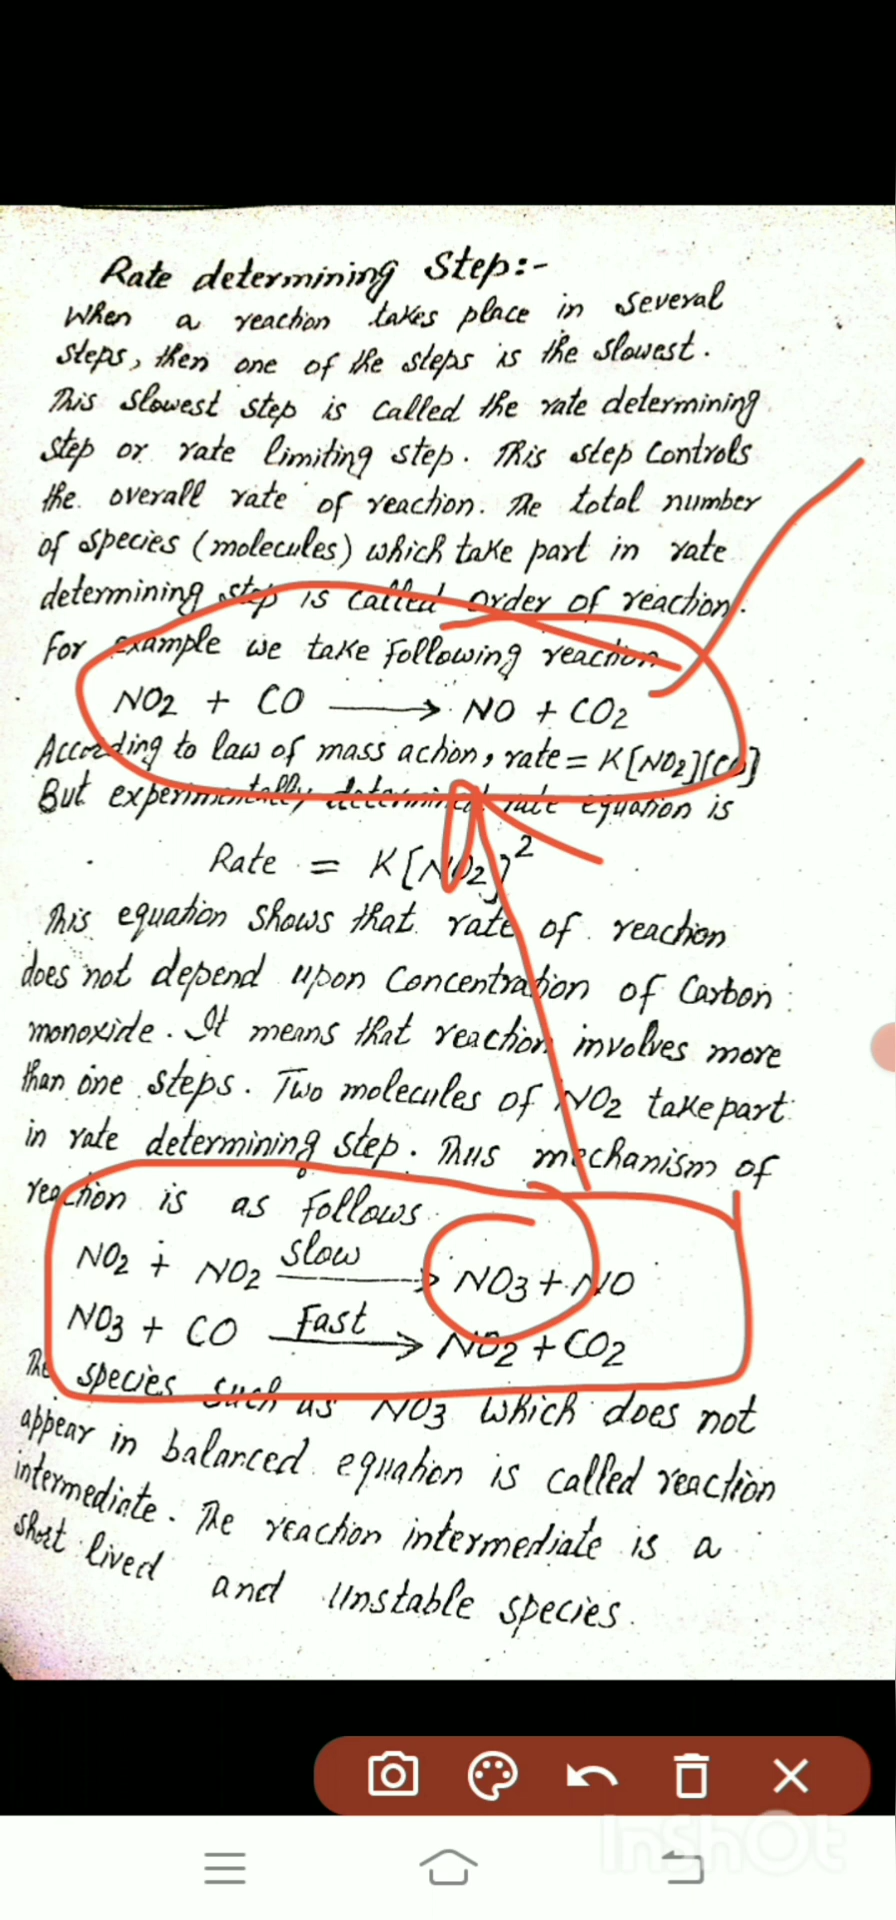 Rate determining Step:-
When a reaction takes place in several
steps, then one of the steps is the slowest.
This slowest step is called the rate determining
step or rate limiting step. This step controls
the overall rate of reaction. The total number
of species (molecules) which take part in rate
determining step is called order of reaction.
For example we take following reaction
NO2 + CO → NO + CO2
According to law of mass action, rate = K[NO2][CO]
But experimentally determined rate equation is
Rate = K[NO2]²
This equation shows that rate of reaction
does not depend upon concentration of Carbon
monoxide. It means that reaction involves more
than one steps. Two molecules of NO2 take part
in rate determining step. Thus mechanism of
reaction is as follows
NO2 + NO2 slow → NO3 + NO
NO3 + CO Fast → NO2 + CO2
The species such as NO3 which does not
appear in balanced equation is called reaction
intermediate. The reaction intermediate is a
short lived and unstable species.
InShOt